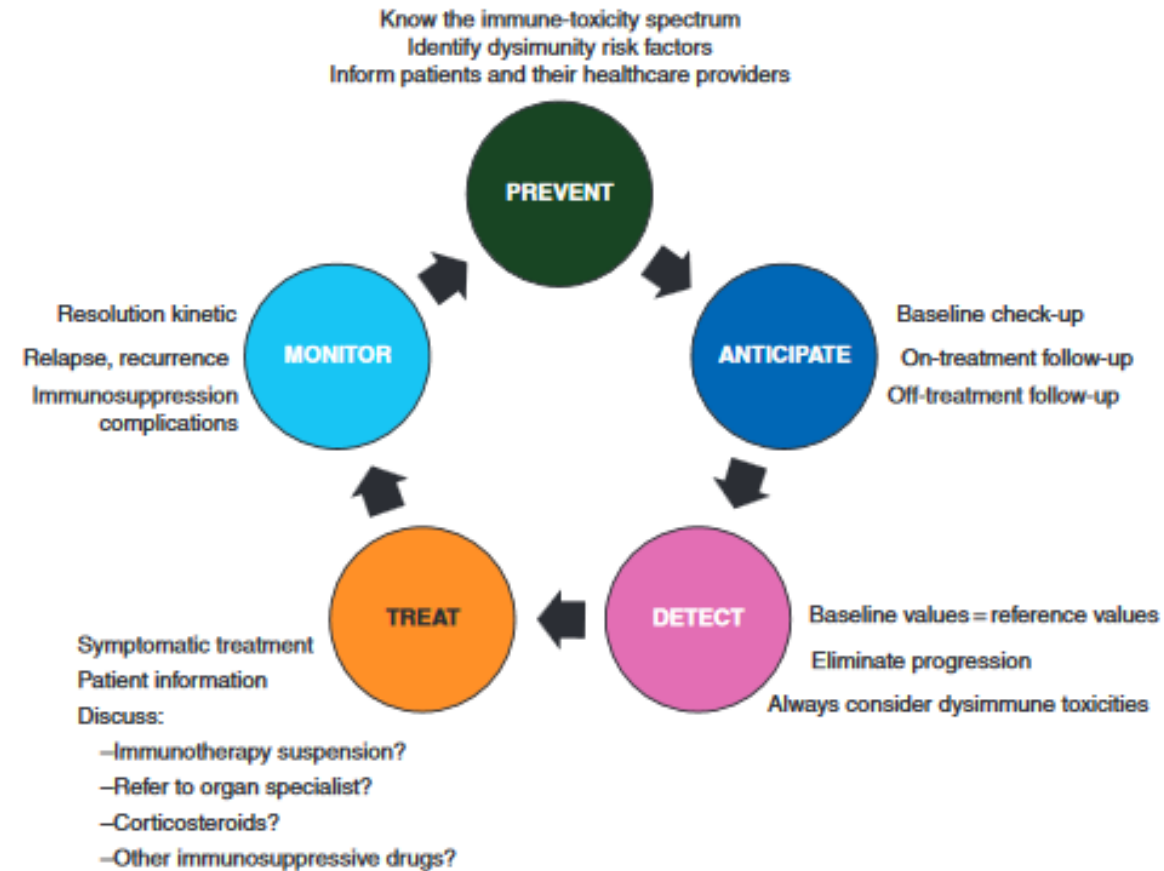 Know the immune-toxicity spectrum
Identify dysimunity risk factors
Inform patients and their healthcare providers
PREVENT
ANTICIPATE
Baseline check-up
On-treatment follow-up
Off-treatment follow-up
DETECT
Baseline values = reference values
Eliminate progression
Always consider dysimmune toxicities
TREAT
Symptomatic treatment
Patient information
Discuss:
–Immunotherapy suspension?
–Refer to organ specialist?
–Corticosteroids?
–Other immunosuppressive drugs?
MONITOR
Resolution kinetic
Relapse, recurrence
Immunosuppression
complications